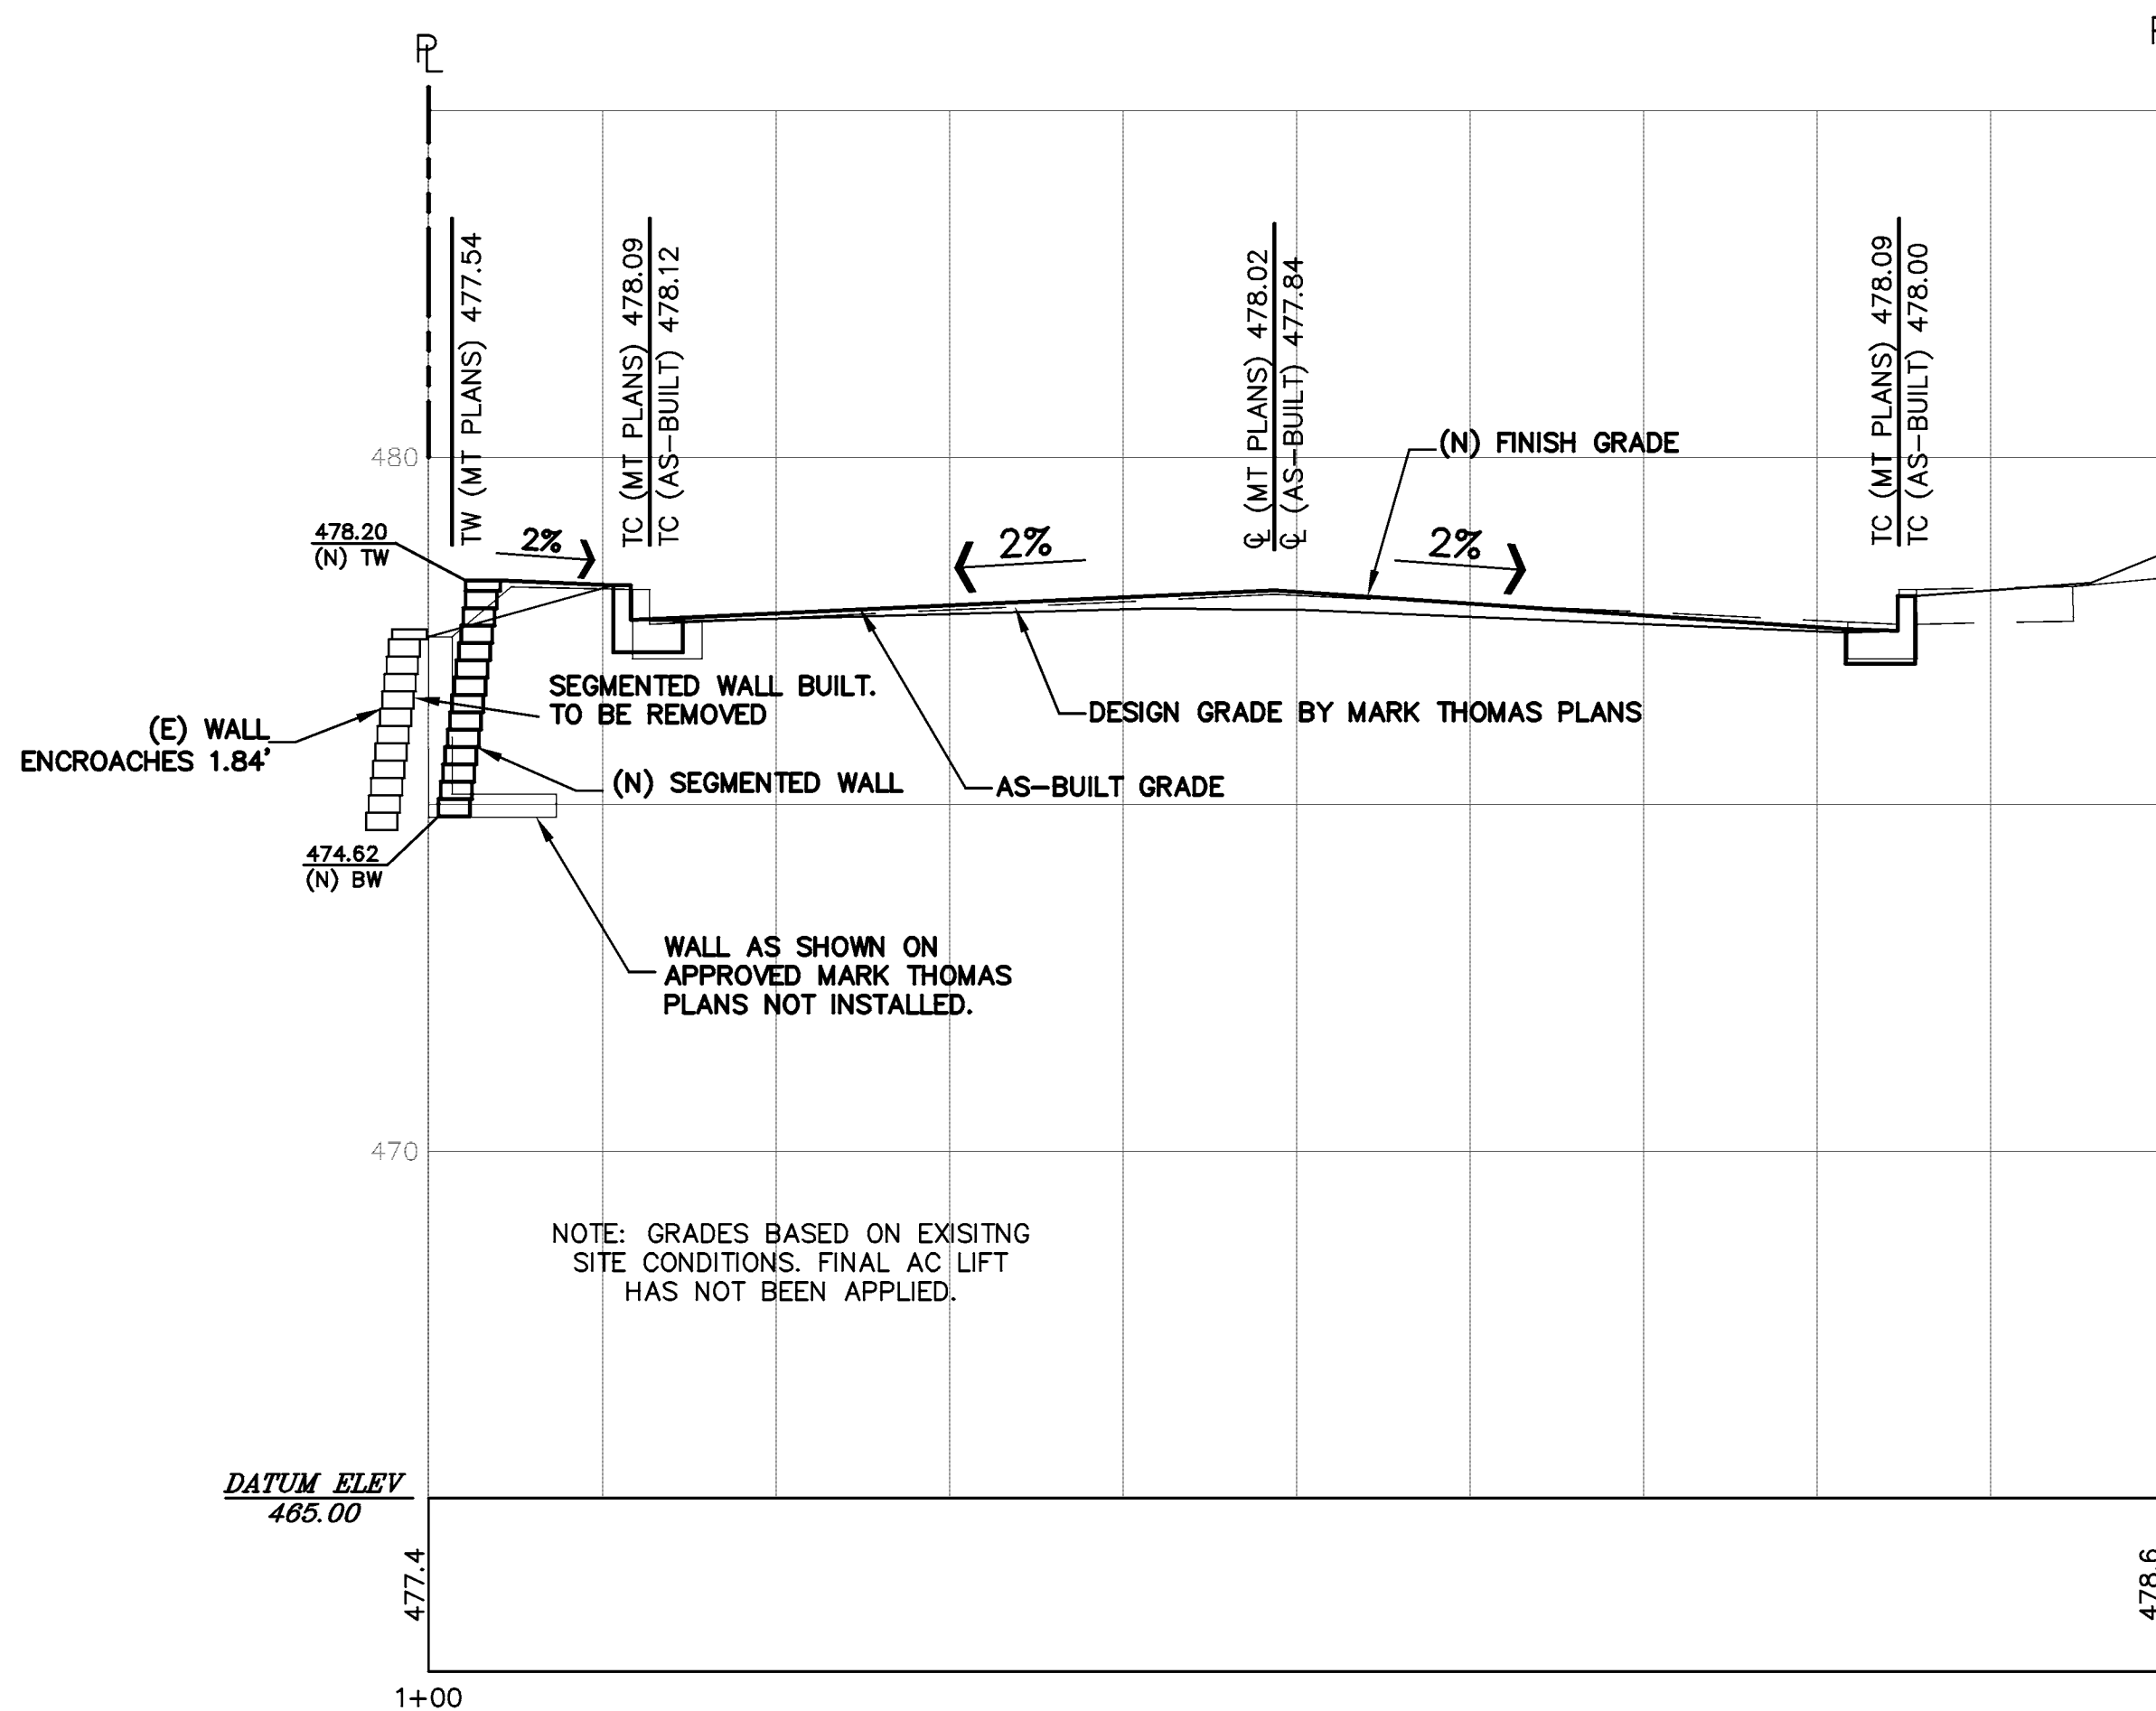 PL
TW (MT PLANS) 477.54
TC (MT PLANS) 478.09
TC (AS-BUILT) 478.12
CL (MT PLANS) 478.02
CL (AS-BUILT) 477.84
TC (MT PLANS) 478.09
TC (AS-BUILT) 478.00
480
(N) FINISH GRADE
478.20
(N) TW
2%
2%
2%
SEGMENTED WALL BUILT.
TO BE REMOVED
DESIGN GRADE BY MARK THOMAS PLANS
(E) WALL
ENCROACHES 1.84'
(N) SEGMENTED WALL
AS-BUILT GRADE
474.62
(N) BW
WALL AS SHOWN ON
APPROVED MARK THOMAS
PLANS NOT INSTALLED.
470
NOTE: GRADES BASED ON EXISITNG
SITE CONDITIONS. FINAL AC LIFT
HAS NOT BEEN APPLIED.
DATUM ELEV
465.00
477.4
478.6
1+00